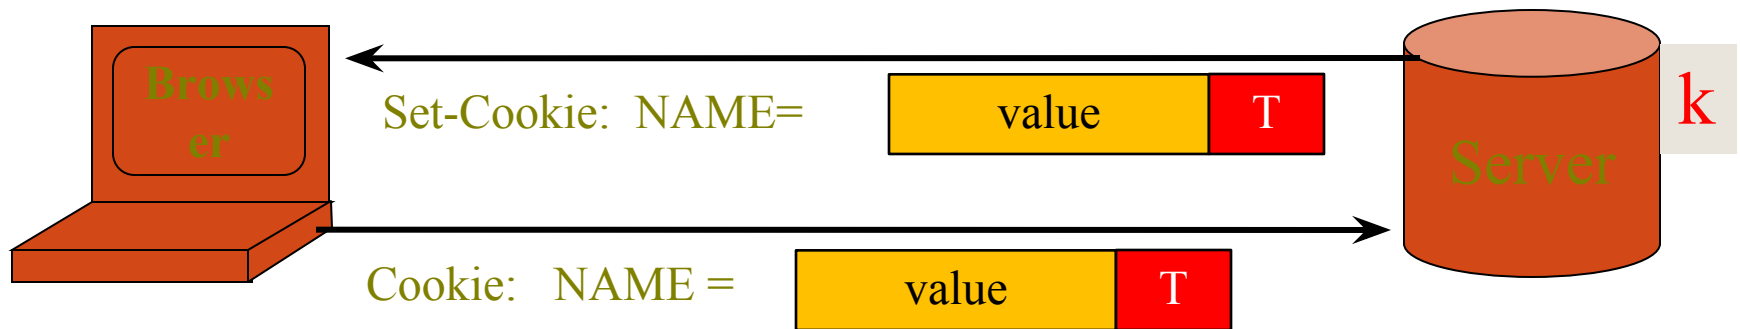 Brows
er
Set-Cookie: NAME= value T
k
Server
Cookie: NAME = value T